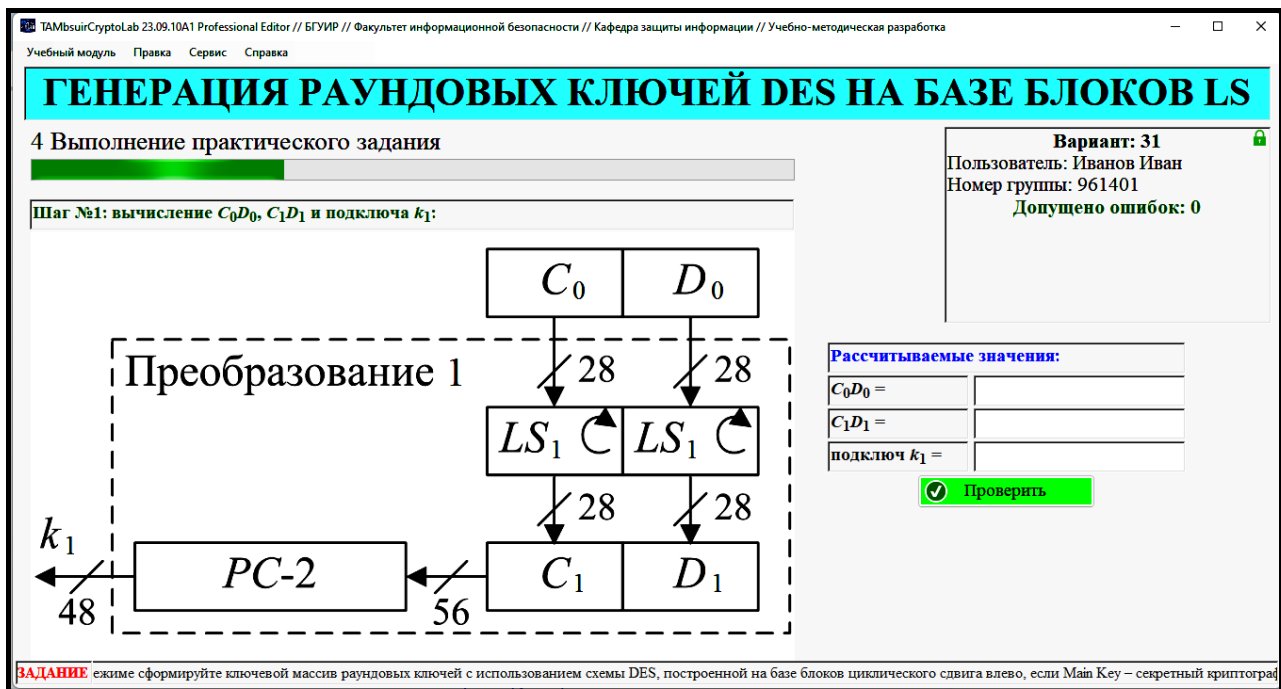 TAMbsuirCryptoLab 23.09.10A1 Professional Editor // БГУИР // Факультет информационной безопасности // Кафедра защиты информации // Учебно-методическая разработка
Учебный модуль Правка Сервис Справка
ГЕНЕРАЦИЯ РАУНДОВЫХ КЛЮЧЕЙ DES НА БАЗЕ БЛОКОВ LS
4 Выполнение практического задания
Вариант: 31
Пользователь: Иванов Иван
Номер группы: 961401
Допущено ошибок: 0
Шаг №1: вычисление C0D0, C1D1 и подключа k1:
C0 D0
Преобразование 1
28 28
LS1 LS1
28 28
k1
PC-2
C1 D1
48
56
Рассчитываемые значения:
C0D0 =
C1D1 =
подключ k1 =
Проверить
ЗАДАНИЕ ежиме сформируйте ключевой массив раундовых ключей с использованием схемы DES, построенной на базе блоков циклического сдвига влево, если Main Key – секретный криптограф